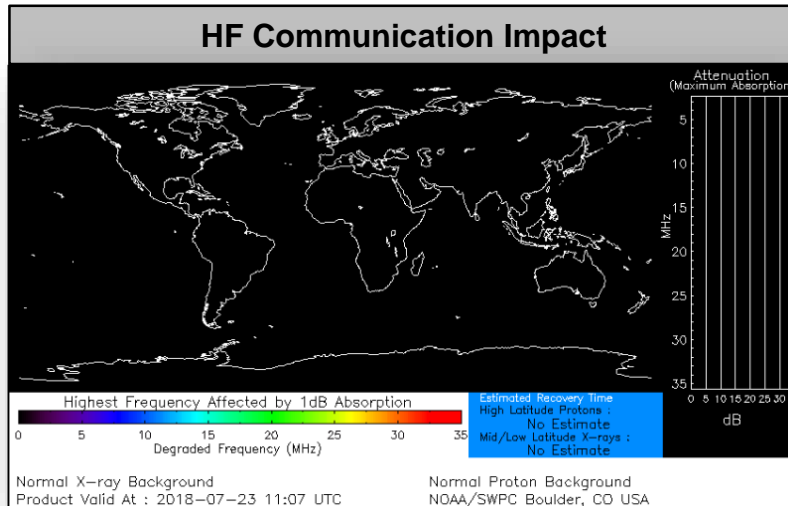 HF Communication Impact
Attenuation
(Maximum Absorption
5
10
15
20
25
30
35
MHz
0 5 10 15 20 25 30
dB
Highest Frequency Affected by 1dB Absorption
0 5 10 15 20 25 30 35
Degraded Frequency (MHz)
Estimated Recovery Time
High Latitude Protons :
No Estimate
Mid/Low Latitude X-rays :
No Estimate
Normal X-ray Background
Normal Proton Background
Product Valid At : 2018-07-23 11:07 UTC
NOAA/SWPC Boulder, CO USA